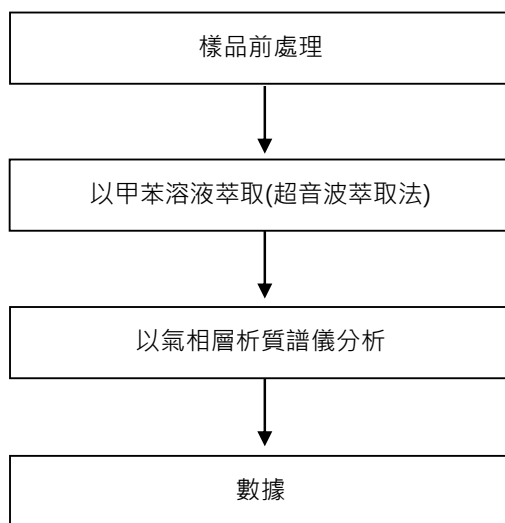 樣品前處理
以甲苯溶液萃取(超音波萃取法)
以氣相層析質譜儀分析
數據